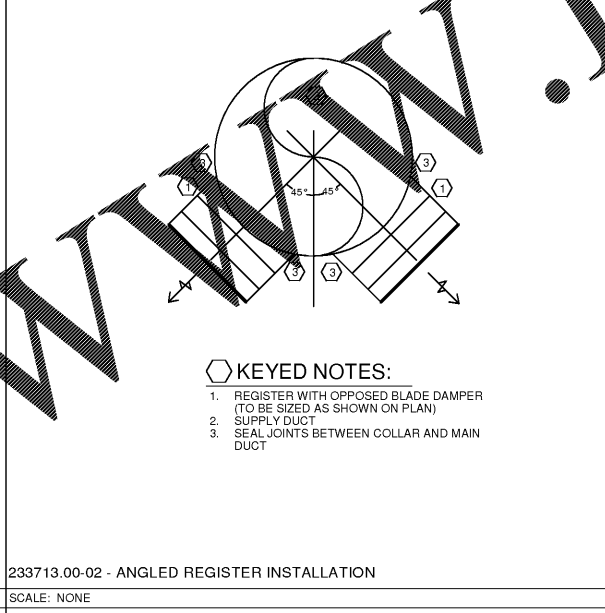 WWW.
3
3
1
1
45° 45°
3
3
KEYED NOTES:
1. REGISTER WITH OPPOSED BLADE DAMPER
(TO BE SIZED AS SHOWN ON PLAN)
2. SUPPLY DUCT
3. SEAL JOINTS BETWEEN COLLAR AND MAIN
DUCT
233713.00-02 - ANGLED REGISTER INSTALLATION
SCALE: NONE